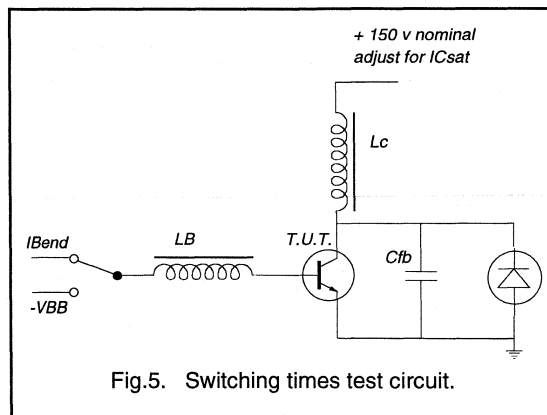 + 150 v nominal
adjust for ICsat
Lc
IBend
LB
T.U.T.
Cfb
-VBB
Fig.5. Switching times test circuit.